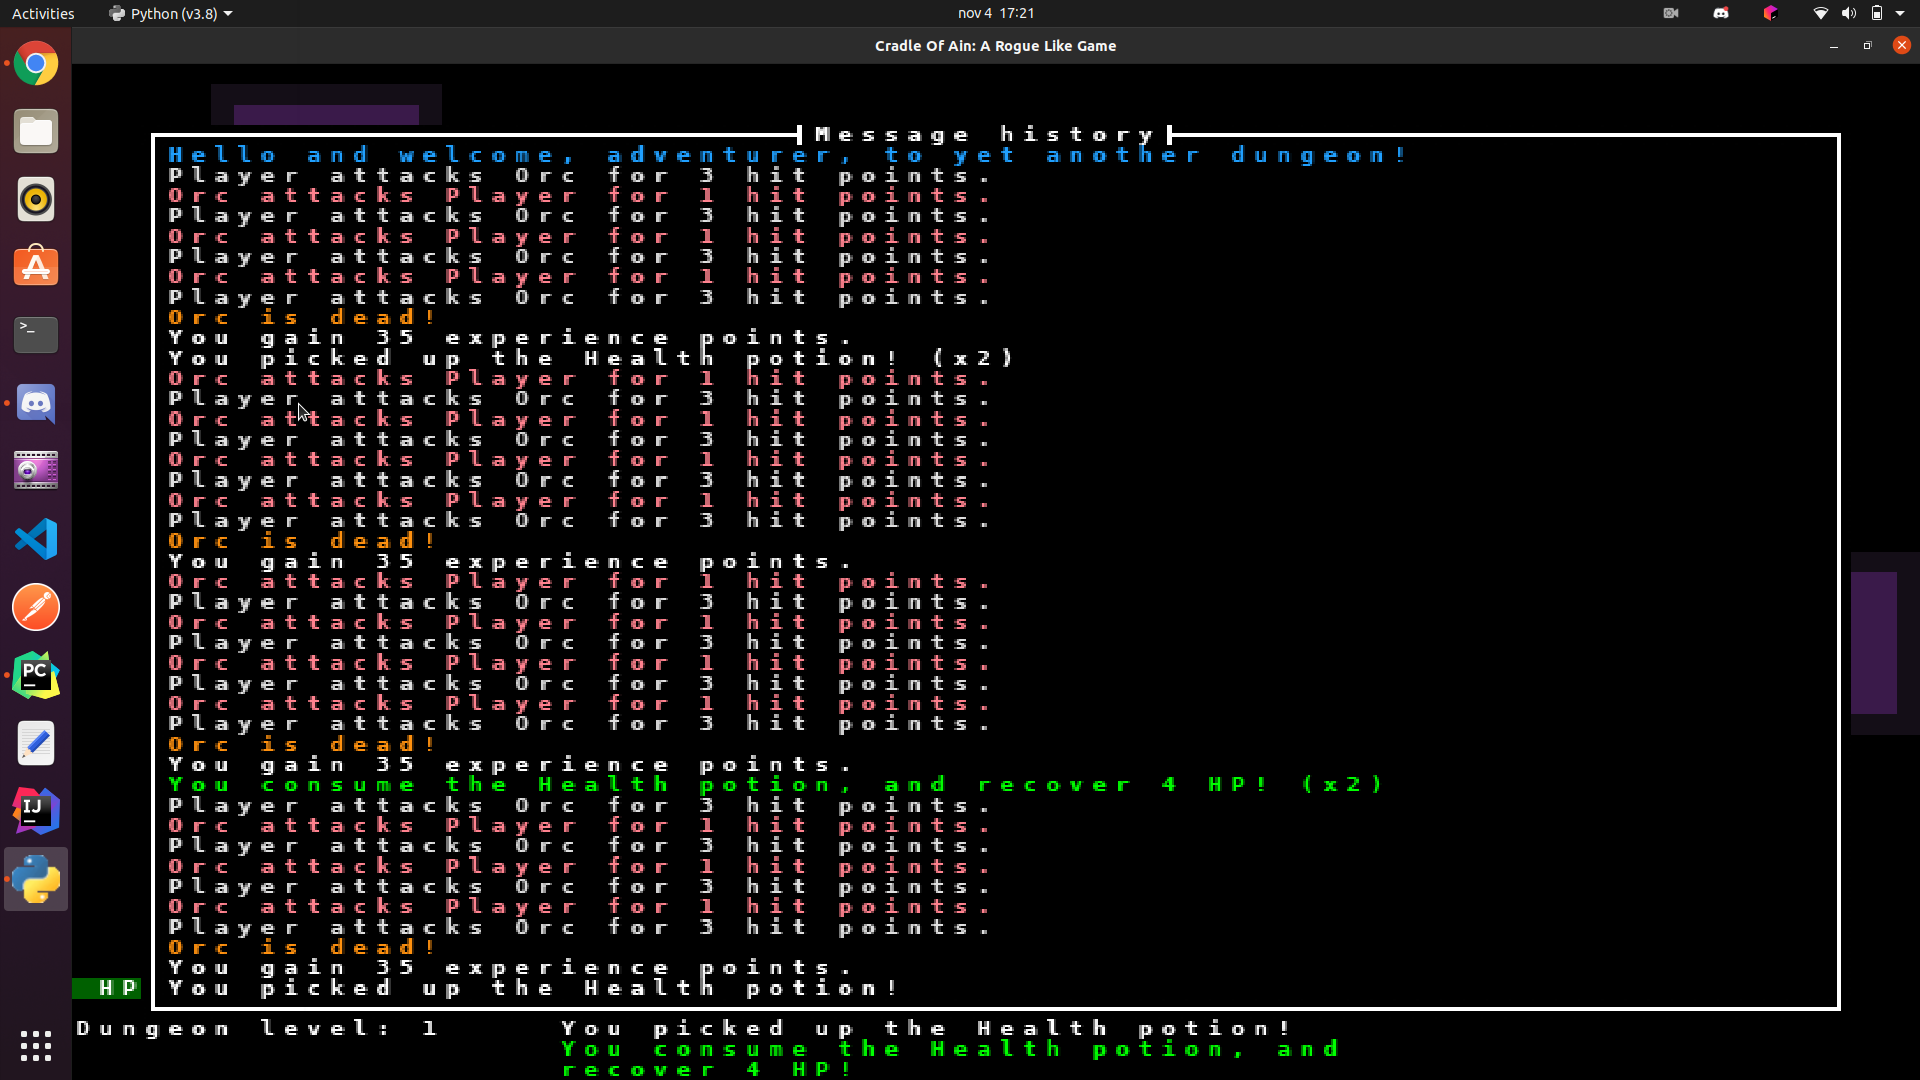 Activities Python (v3.8) nov 4 17:21
Cradle Of Ain: A Rogue Like Game
Message history
Hello and welcome, adventurer, to yet another dungeon!
Player attacks Orc for 3 hit points.
Orc attacks Player for 1 hit points.
Player attacks Orc for 3 hit points.
Orc attacks Player for 1 hit points.
Player attacks Orc for 3 hit points.
Orc attacks Player for 1 hit points.
Player attacks Orc for 3 hit points.
Orc is dead!
You gain 35 experience points.
You picked up the Health potion! (x2)
Orc attacks Player for 1 hit points.
Player attacks Orc for 3 hit points.
Orc attacks Player for 1 hit points.
Player attacks Orc for 3 hit points.
Orc attacks Player for 1 hit points.
Player attacks Orc for 3 hit points.
Orc attacks Player for 1 hit points.
Player attacks Orc for 3 hit points.
Orc is dead!
You gain 35 experience points.
Orc attacks Player for 1 hit points.
Player attacks Orc for 3 hit points.
Orc attacks Player for 1 hit points.
Player attacks Orc for 3 hit points.
Orc attacks Player for 1 hit points.
Player attacks Orc for 3 hit points.
Orc attacks Player for 1 hit points.
Player attacks Orc for 3 hit points.
Orc is dead!
You gain 35 experience points.
You consume the Health potion, and recover 4 HP! (x2)
Player attacks Orc for 3 hit points.
Orc attacks Player for 1 hit points.
Player attacks Orc for 3 hit points.
Orc attacks Player for 1 hit points.
Player attacks Orc for 3 hit points.
Orc attacks Player for 1 hit points.
Player attacks Orc for 3 hit points.
Orc is dead!
You gain 35 experience points.
HP You picked up the Health potion!
Dungeon level: 1 You picked up the Health potion!
You consume the Health potion, and
recover 4 HP!
PC
IJ